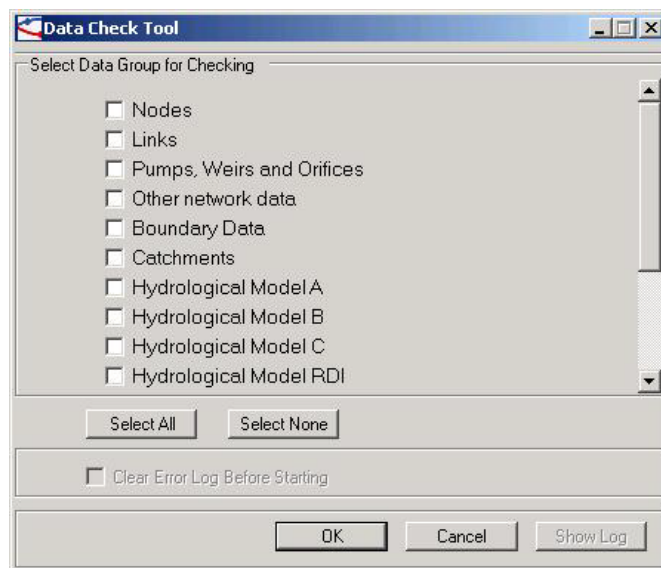 Data Check Tool
Select Data Group for Checking
Nodes
Links
Pumps, Weirs and Orifices
Other network data
Boundary Data
Catchments
Hydrological Model A
Hydrological Model B
Hydrological Model C
Hydrological Model RDI
Select All Select None
Clear Error Log Before Starting
OK Cancel Show Log